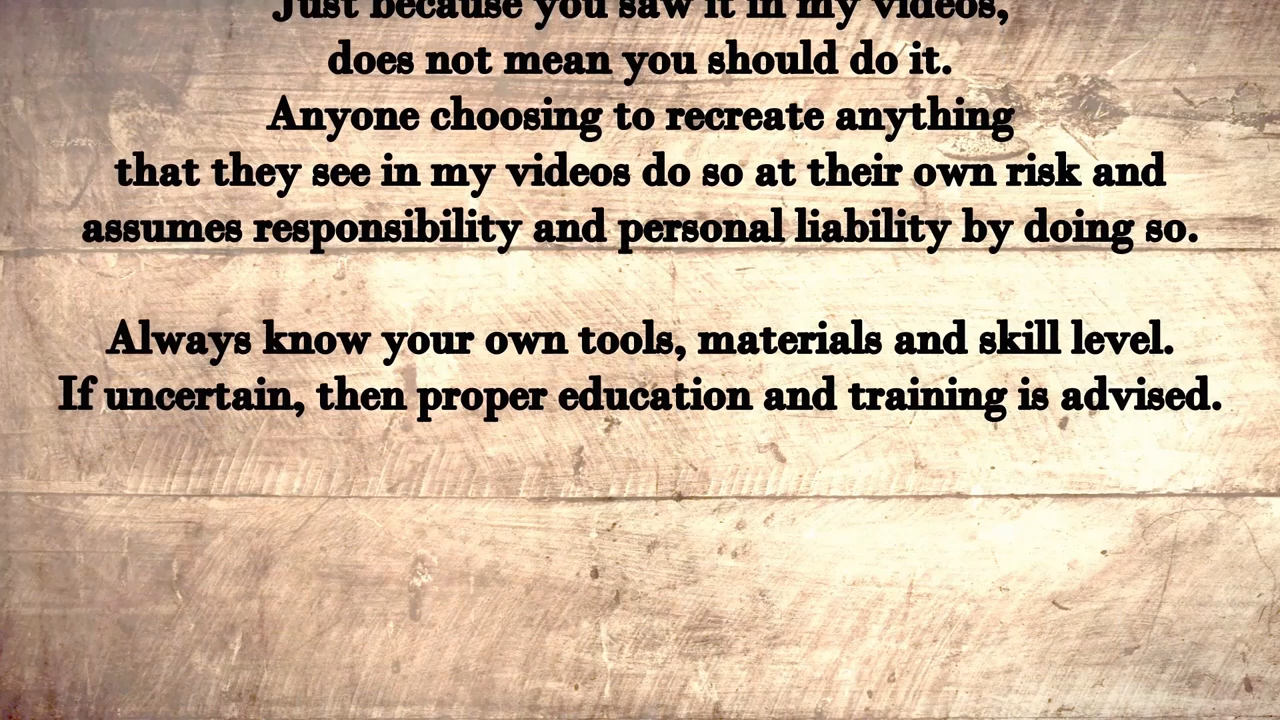 Just because you saw it in my videos,
does not mean you should do it.
Anyone choosing to recreate anything
that they see in my videos do so at their own risk and
assumes responsibility and personal liability by doing so.
Always know your own tools, materials and skill level.
If uncertain, then proper education and training is advised.